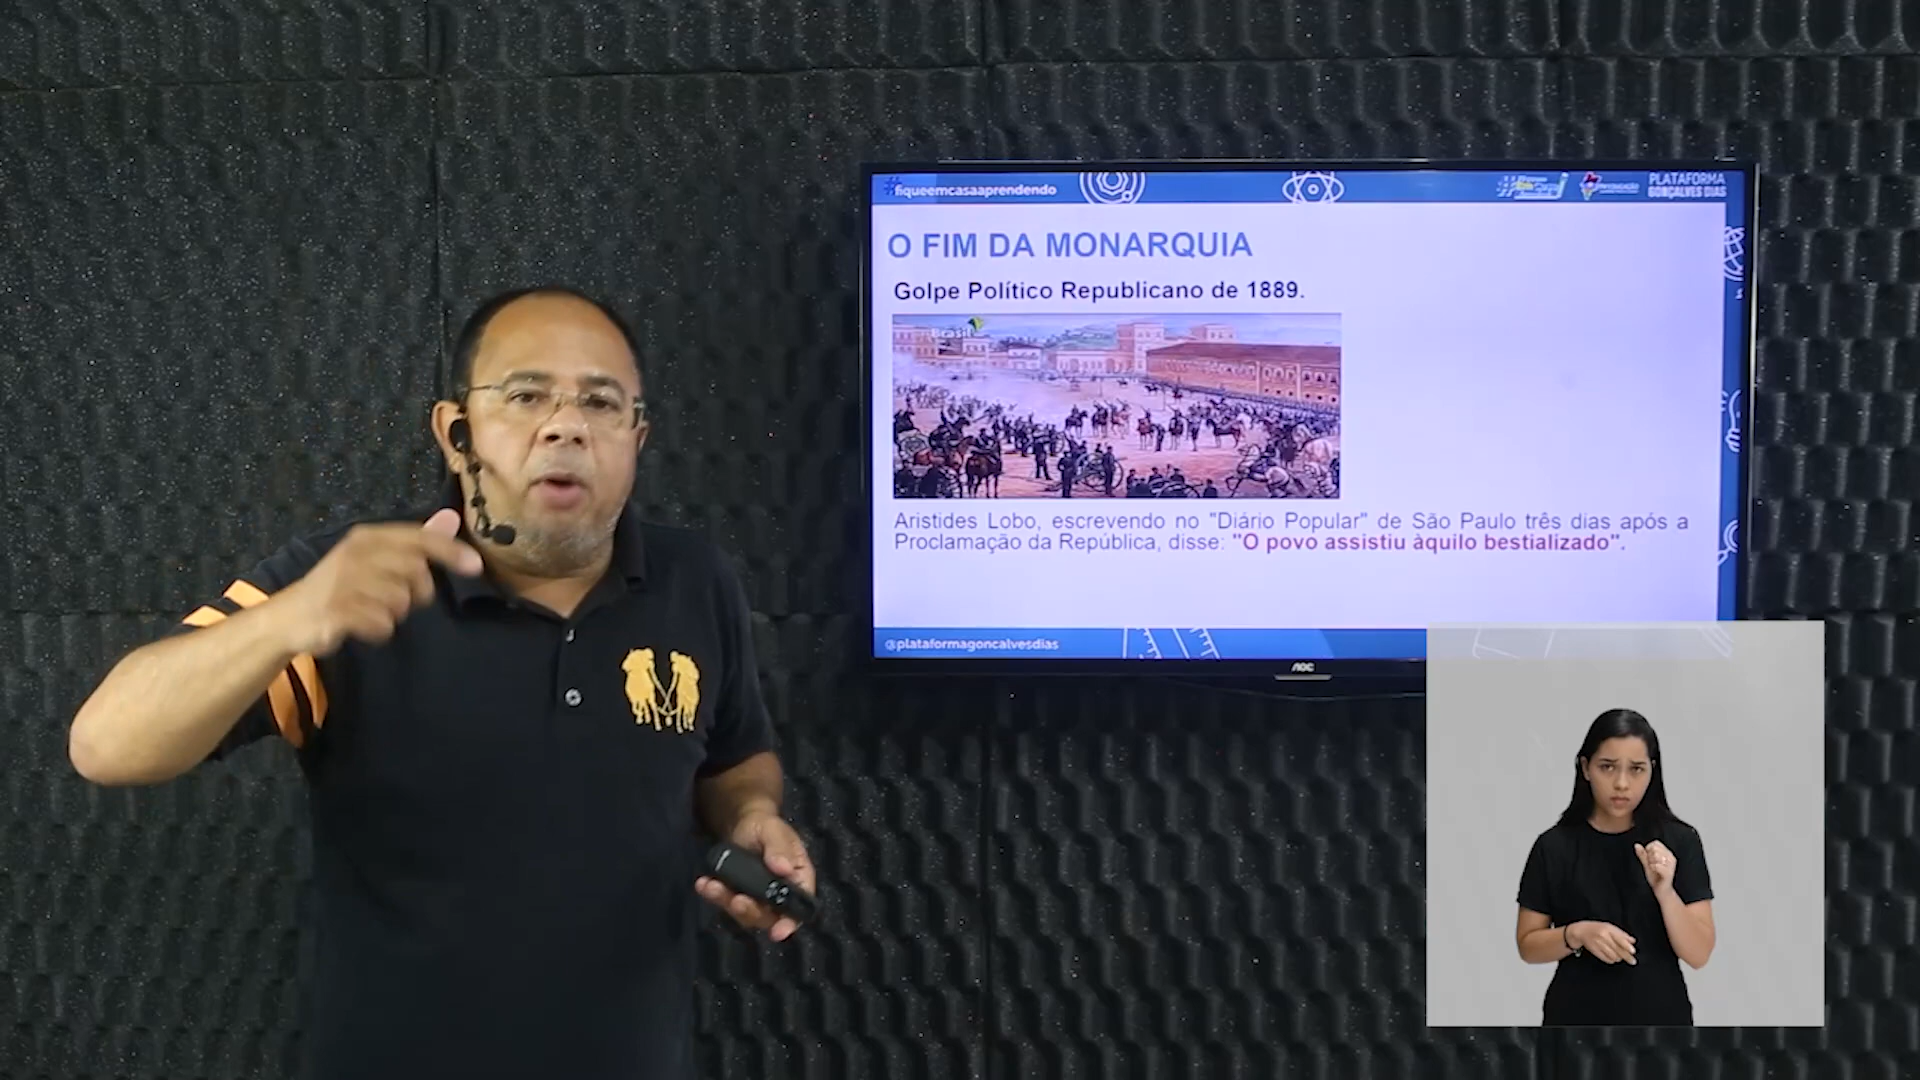 #fiqueemcasaaprendendo
PLATAFORMA
GONÇALVES DIAS
O FIM DA MONARQUIA
Golpe Político Republicano de 1889.
Brasil
Aristides Lobo, escrevendo no "Diário Popular" de São Paulo três dias após a
Proclamação da República, disse: "O povo assistiu àquilo bestializado".
@plataformagoncalvesdias
AOC